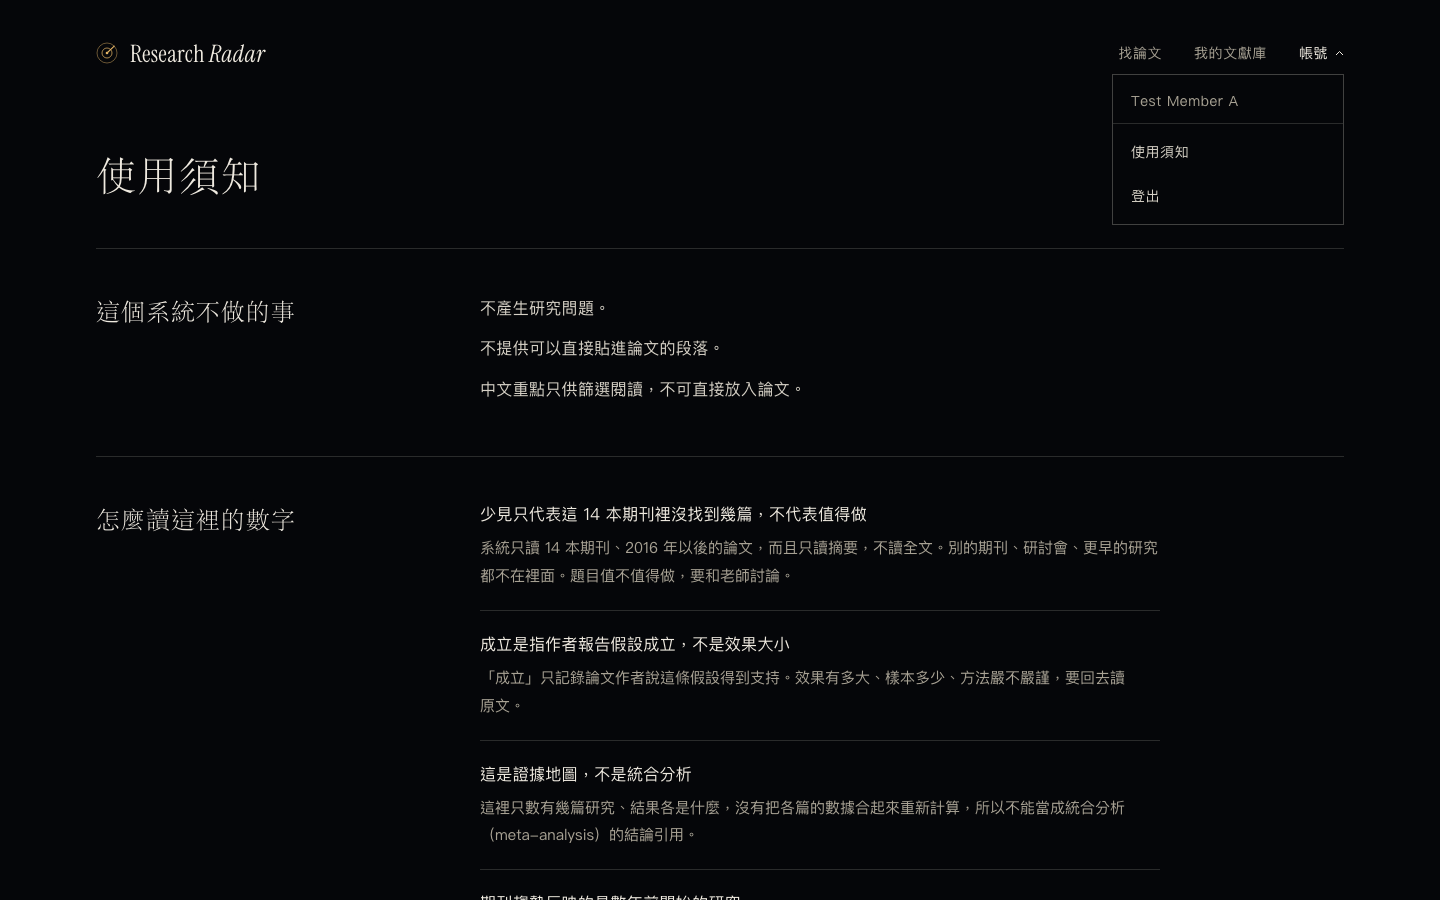 Research Radar
找論文
我的文獻庫
帳號
Test Member A
使用須知
登出
使用須知
這個系統不做的事
不產生研究問題。
不提供可以直接貼進論文的段落。
中文重點只供篩選閱讀，不可直接放入論文。
怎麼讀這裡的數字
少見只代表這 14 本期刊裡沒找到幾篇，不代表值得做
系統只讀 14 本期刊、2016 年以後的論文，而且只讀摘要，不讀全文。別的期刊、研討會、更早的研究
都不在裡面。題目值不值得做，要和老師討論。
成立是指作者報告假設成立，不是效果大小
「成立」只記錄論文作者說這條假設得到支持。效果有多大、樣本多少、方法嚴不嚴謹，要回去讀
原文。
這是證據地圖，不是統合分析
這裡只數有幾篇研究、結果各是什麼，沒有把各篇的數據合起來重新計算，所以不能當成統合分析
（meta-analysis）的結論引用。